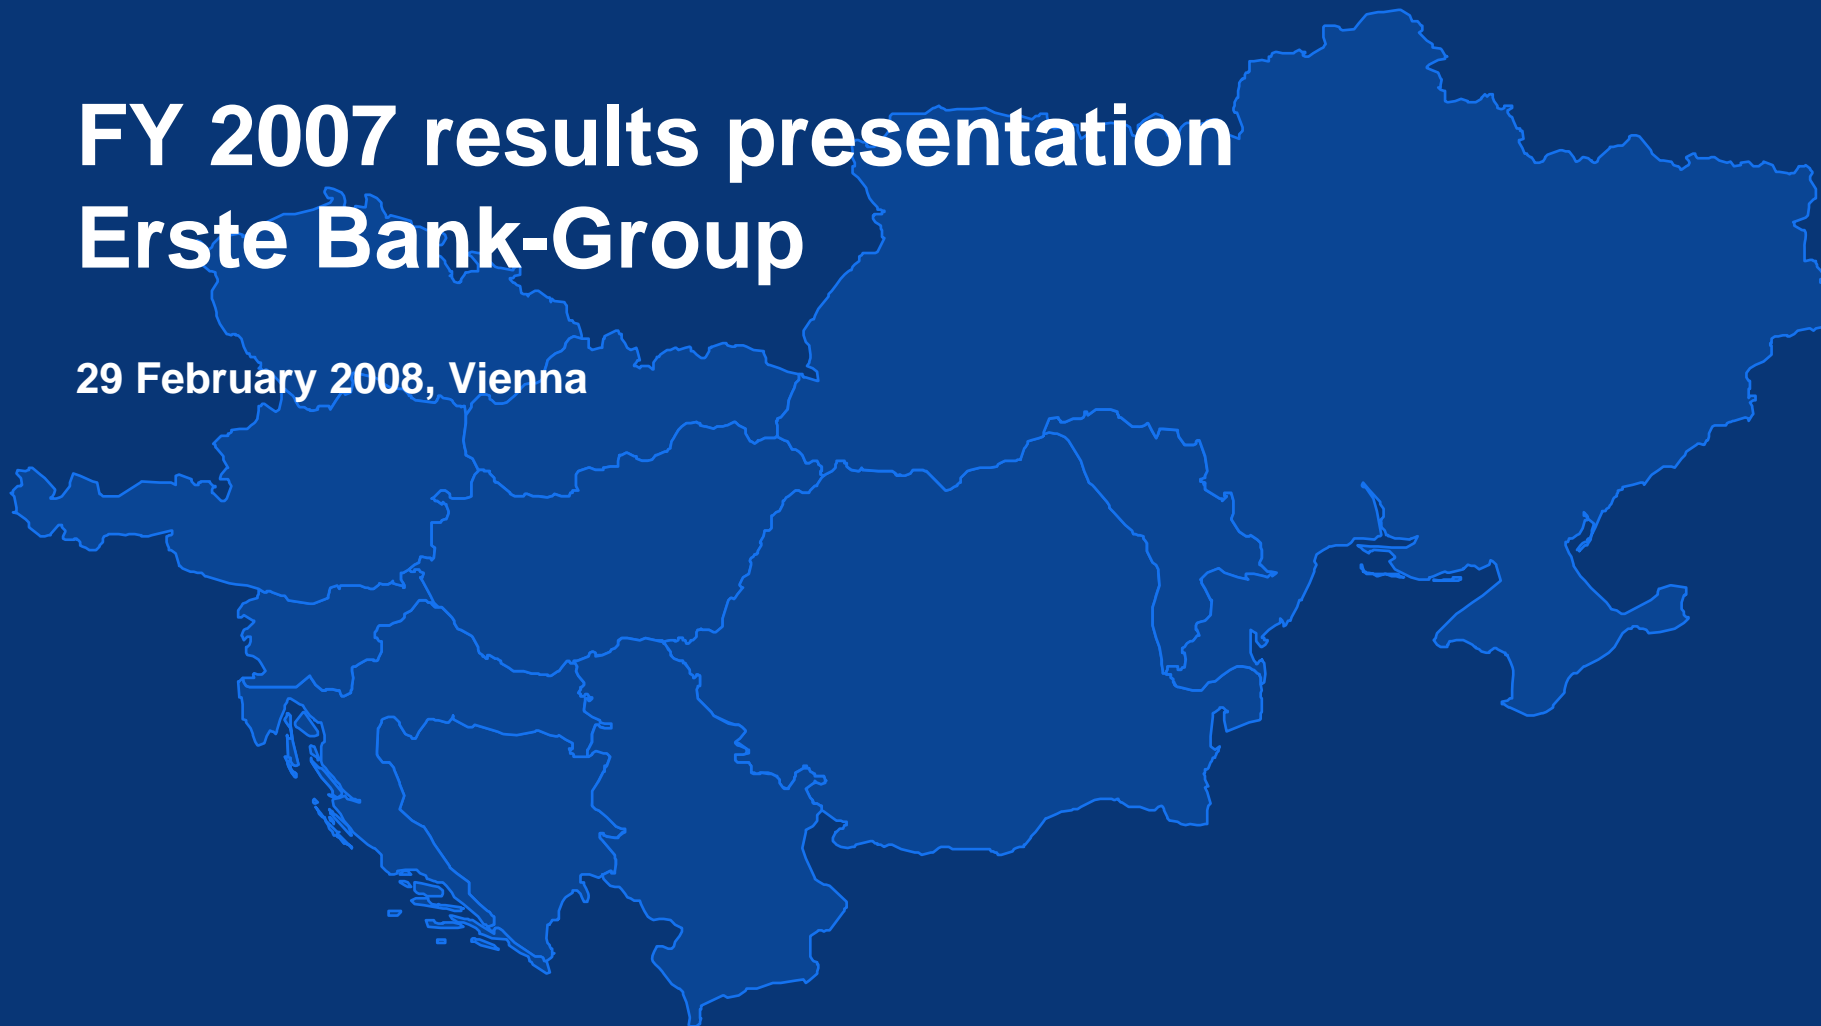 FY 2007 results presentation
Erste Bank-Group
29 February 2008, Vienna